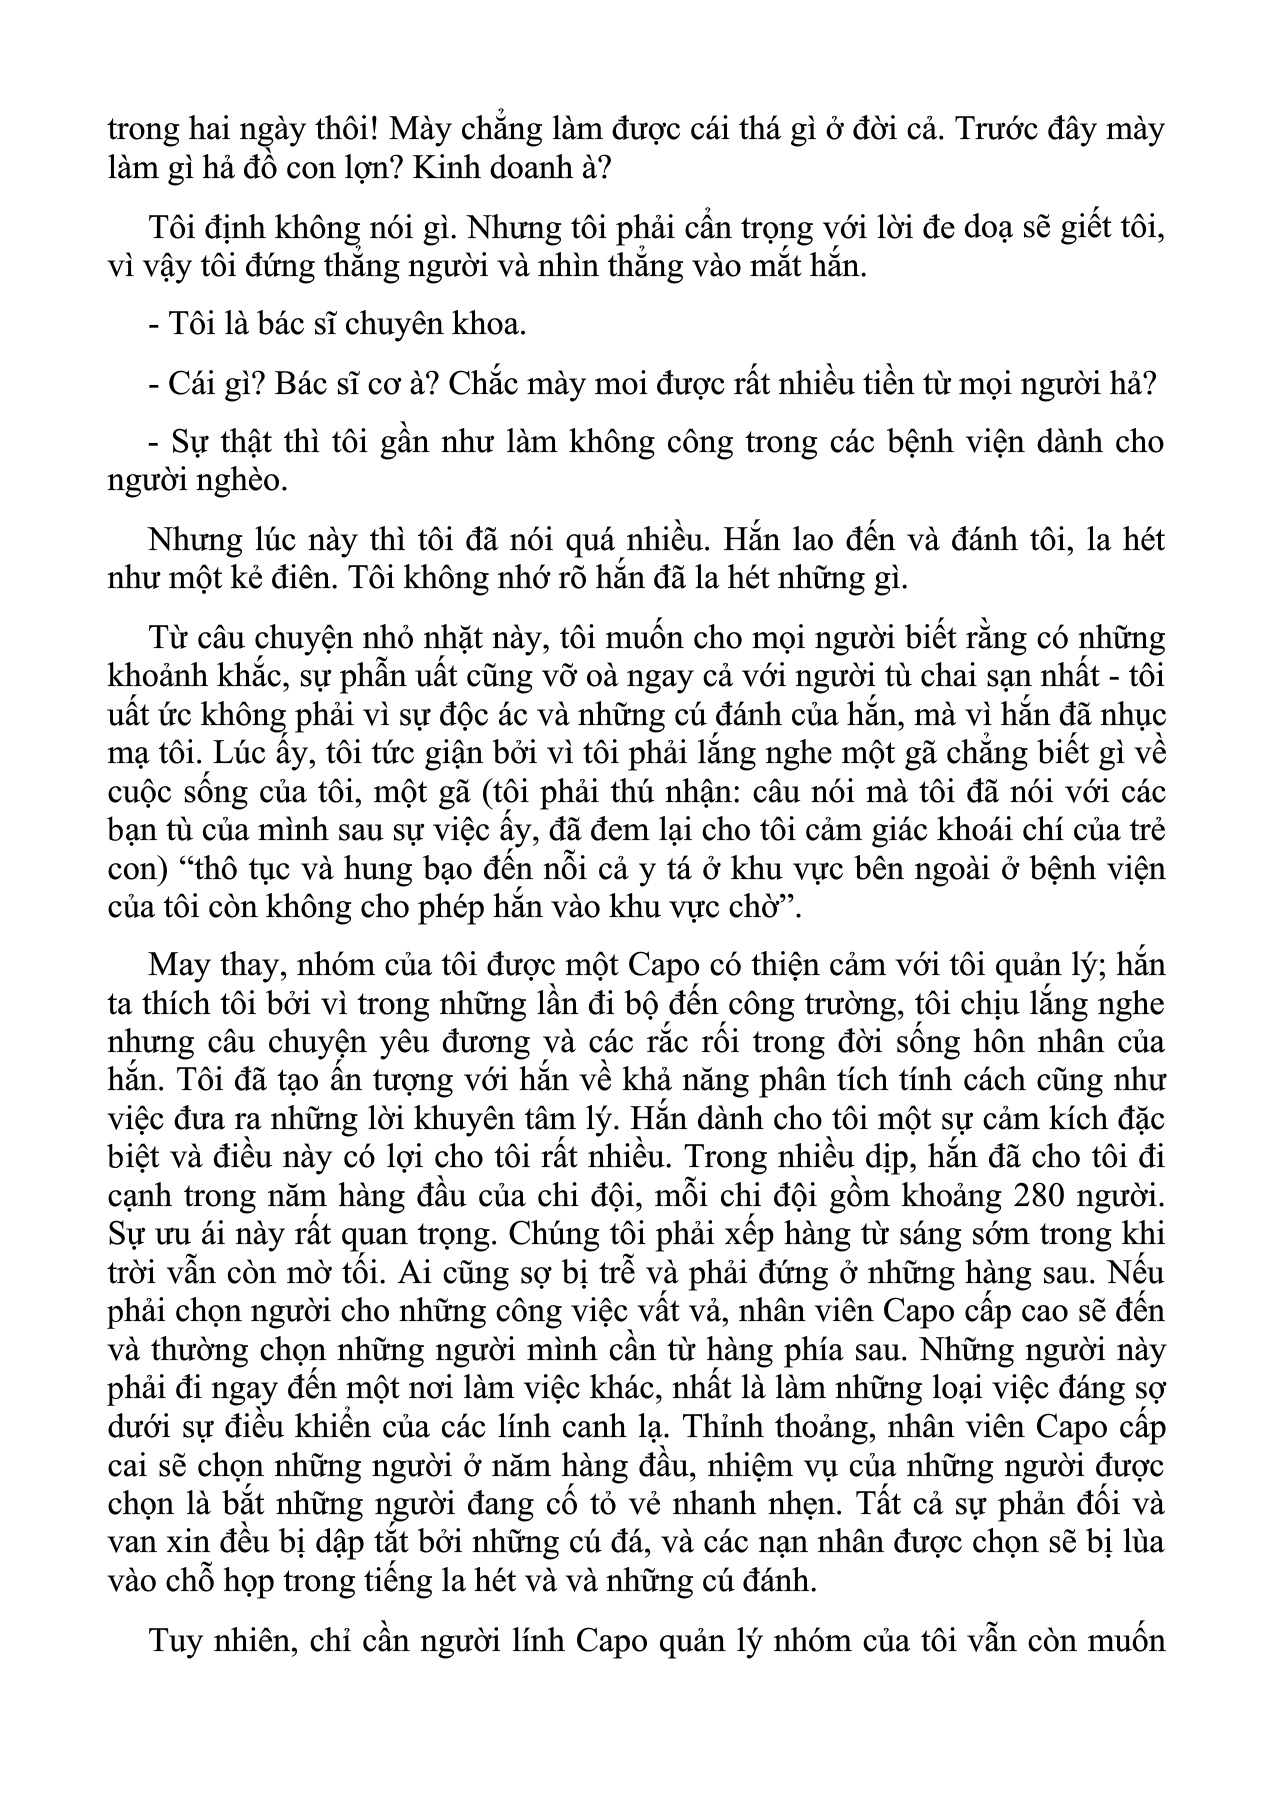 trong hai ngày thôi! Mày chẳng làm được cái thá gì ở đời cả. Trước đây mày
làm gì hả đồ con lợn? Kinh doanh à?
Tôi định không nói gì. Nhưng tôi phải cẩn trọng với lời đe doạ sẽ giết tôi,
vì vậy tôi đứng thẳng người và nhìn thẳng vào mắt hắn.
- Tôi là bác sĩ chuyên khoa.
- Cái gì? Bác sĩ cơ à? Chắc mày moi được rất nhiều tiền từ mọi người hả?
- Sự thật thì tôi gần như làm không công trong các bệnh viện dành cho
người nghèo.
Nhưng lúc này thì tôi đã nói quá nhiều. Hắn lao đến và đánh tôi, la hét
như một kẻ điên. Tôi không nhớ rõ hắn đã la hét những gì.
Từ câu chuyện nhỏ nhặt này, tôi muốn cho mọi người biết rằng có những
khoảnh khắc, sự phẫn uất cũng vỡ oà ngay cả với người tù chai sạn nhất - tôi
uất ức không phải vì sự độc ác và những cú đánh của hắn, mà vì hắn đã nhục
mạ tôi. Lúc ấy, tôi tức giận bởi vì tôi phải lắng nghe một gã chẳng biết gì về
cuộc sống của tôi, một gã (tôi phải thú nhận: câu nói mà tôi đã nói với các
bạn tù của mình sau sự việc ấy, đã đem lại cho tôi cảm giác khoái chí của trẻ
con) “thô tục và hung bạo đến nỗi cả y tá ở khu vực bên ngoài ở bệnh viện
của tôi còn không cho phép hắn vào khu vực chờ”.
May thay, nhóm của tôi được một Capo có thiện cảm với tôi quản lý; hắn
ta thích tôi bởi vì trong những lần đi bộ đến công trường, tôi chịu lắng nghe
nhưng câu chuyện yêu đương và các rắc rối trong đời sống hôn nhân của
hắn. Tôi đã tạo ấn tượng với hắn về khả năng phân tích tính cách cũng như
việc đưa ra những lời khuyên tâm lý. Hắn dành cho tôi một sự cảm kích đặc
biệt và điều này có lợi cho tôi rất nhiều. Trong nhiều dịp, hắn đã cho tôi đi
cạnh trong năm hàng đầu của chi đội, mỗi chi đội gồm khoảng 280 người.
Sự ưu ái này rất quan trọng. Chúng tôi phải xếp hàng từ sáng sớm trong khi
trời vẫn còn mờ tối. Ai cũng sợ bị trễ và phải đứng ở những hàng sau. Nếu
phải chọn người cho những công việc vất vả, nhân viên Capo cấp cao sẽ đến
và thường chọn những người mình cần từ hàng phía sau. Những người này
phải đi ngay đến một nơi làm việc khác, nhất là làm những loại việc đáng sợ
dưới sự điều khiển của các lính canh lạ. Thỉnh thoảng, nhân viên Capo cấp
cai sẽ chọn những người ở năm hàng đầu, nhiệm vụ của những người được
chọn là bắt những người đang cố tỏ vẻ nhanh nhẹn. Tất cả sự phản đối và
van xin đều bị dập tắt bởi những cú đá, và các nạn nhân được chọn sẽ bị lùa
vào chỗ họp trong tiếng la hét và và những cú đánh.
Tuy nhiên, chỉ cần người lính Capo quản lý nhóm của tôi vẫn còn muốn